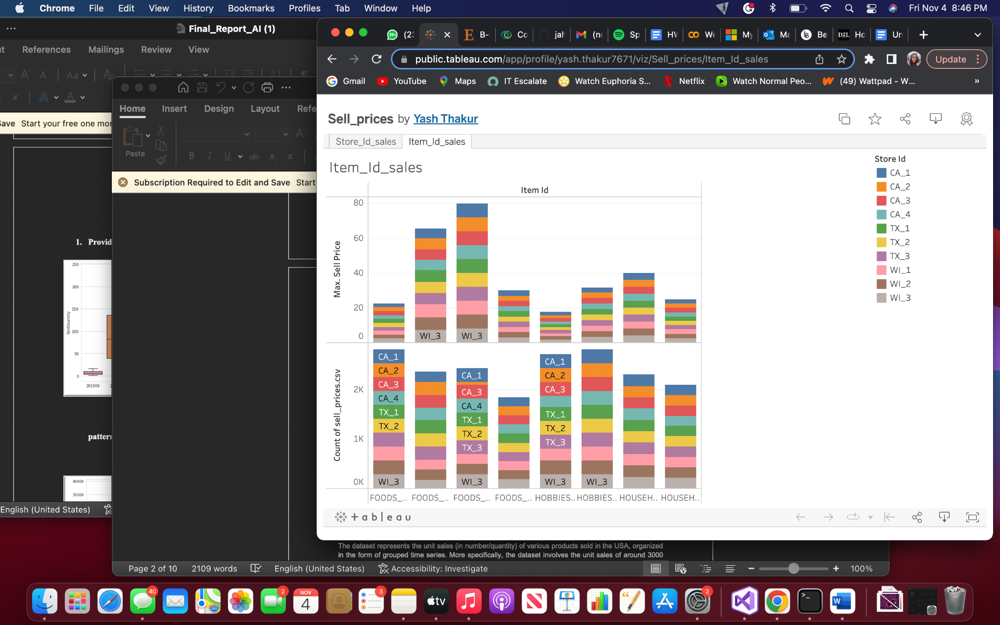 Chrome File Edit View History Bookmarks Profiles Tab Window Help Fri Nov 4 8:46 PM
Final_Report_AI (1)
References Mailings Review View
Aa
Save Start your free one mon
1. Provid
250
200
150
100
50
0
SoldQuantity
201906
pattern
40000
35000
English (United States)
Home Insert Design Layout Refe
Paste
B I U ab x
Subscription Required to Edit and Save Start
99+ (23 B- Co jah M (no Sp HW We My Ma Be D2L Ho Un
public.tableau.com/app/profile/yash.thakur7671/viz/Sell_prices/Item_Id_sales
Update
Gmail YouTube Maps IT Escalate Watch Euphoria S... Netflix Watch Normal Peo... (49) Wattpad - W... »
Sell_prices by Yash Thakur
Store_Id_sales Item_Id_sales
Item_Id_sales
Item Id
80
60
40
20
0
Max. Sell Price
WI_3 WI_3
Count of sell_prices.csv
2K
1K
0K
CA_1
CA_2
CA_3
CA_4
TX_1
TX_2
WI_3
CA_1
CA_3
CA_4
TX_1
TX_2
TX_3
WI_3
CA_1
CA_2
CA_3
TX_1
TX_2
TX_3
WI_3
WI_3
FOODS_.. FOODS_.. FOODS_.. FOODS_.. HOBBIES.. HOBBIES.. HOUSEH.. HOUSEH..
Store Id
CA_1
CA_2
CA_3
CA_4
TX_1
TX_2
TX_3
WI_1
WI_2
WI_3
+ a b | e a u
The dataset represents the unit sales (in number/quantity) of various products sold in the USA, organized
in the form of grouped time series. More specifically, the dataset involves the unit sales of around 3000
Page 2 of 10 2109 words English (United States) Accessibility: Investigate 100%
40
280
2
NOV
4
3
tv
2
>_
W